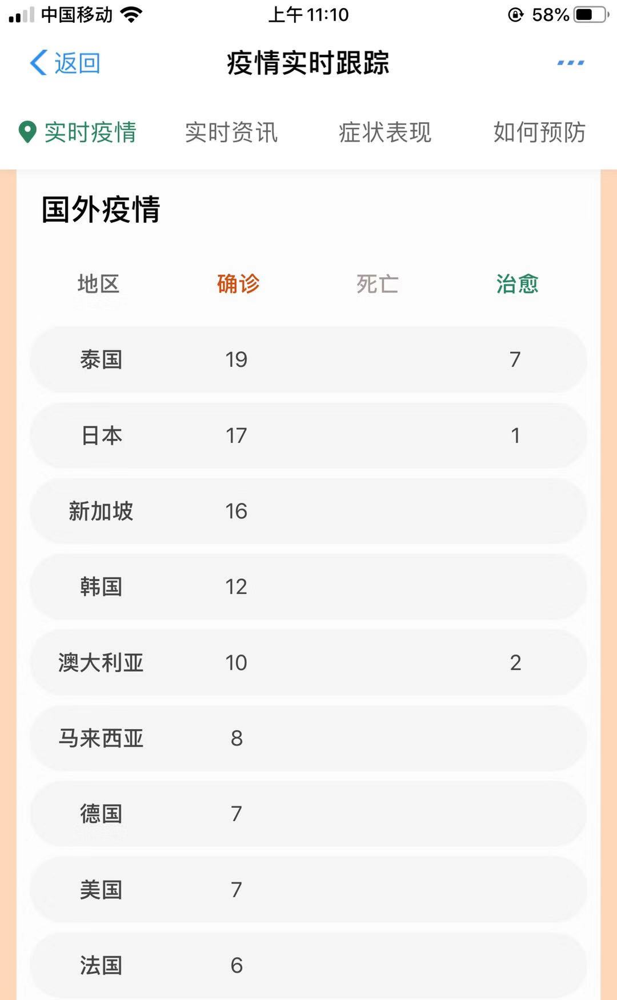 中国移动 上午11:10 58%
返回 疫情实时跟踪
实时疫情 实时资讯 症状表现 如何预防
国外疫情
地区 确诊 死亡 治愈
泰国 19 7
日本 17 1
新加坡 16
韩国 12
澳大利亚 10 2
马来西亚 8
德国 7
美国 7
法国 6